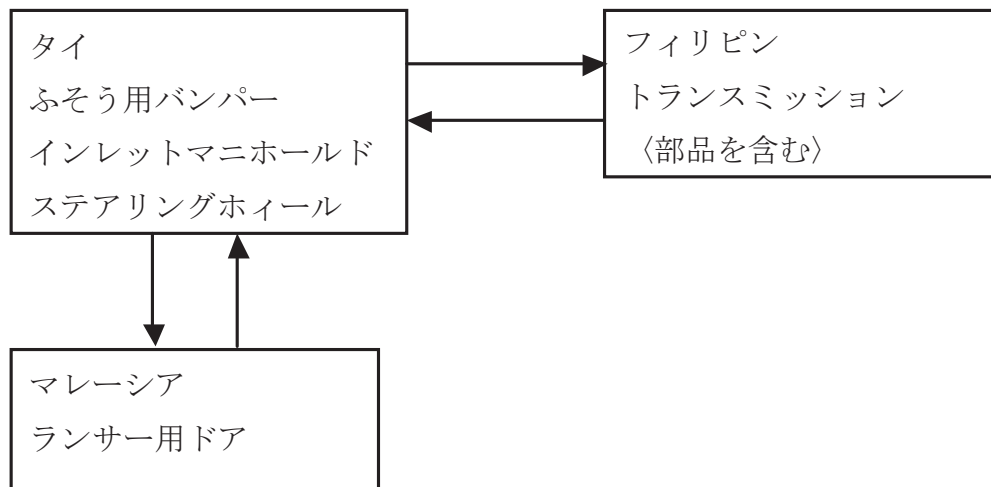 タイ
ふそう用バンパー
インレットマニホールド
ステアリングホィール
フィリピン
トランスミッション
〈部品を含む〉
マレーシア
ランサー用ドア